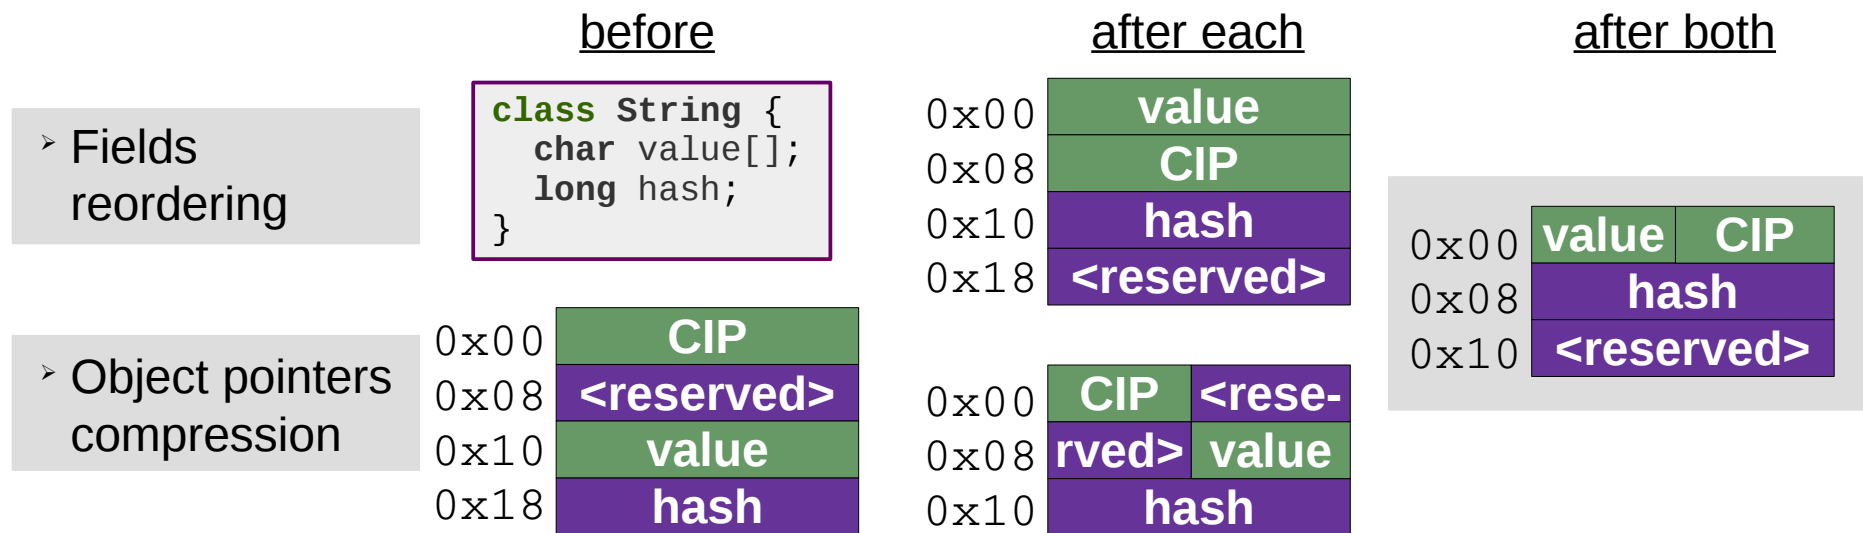 before
after each
after both
➢ Fields
reordering
class String {
char value[];
long hash;
}
0x00 value
0x08 CIP
0x10 hash
0x18 <reserved>
0x00 value CIP
0x08 hash
0x10 <reserved>
➢ Object pointers
compression
0x00 CIP
0x08 <reserved>
0x10 value
0x18 hash
0x00 CIP <rese-
0x08 rved> value
0x10 hash